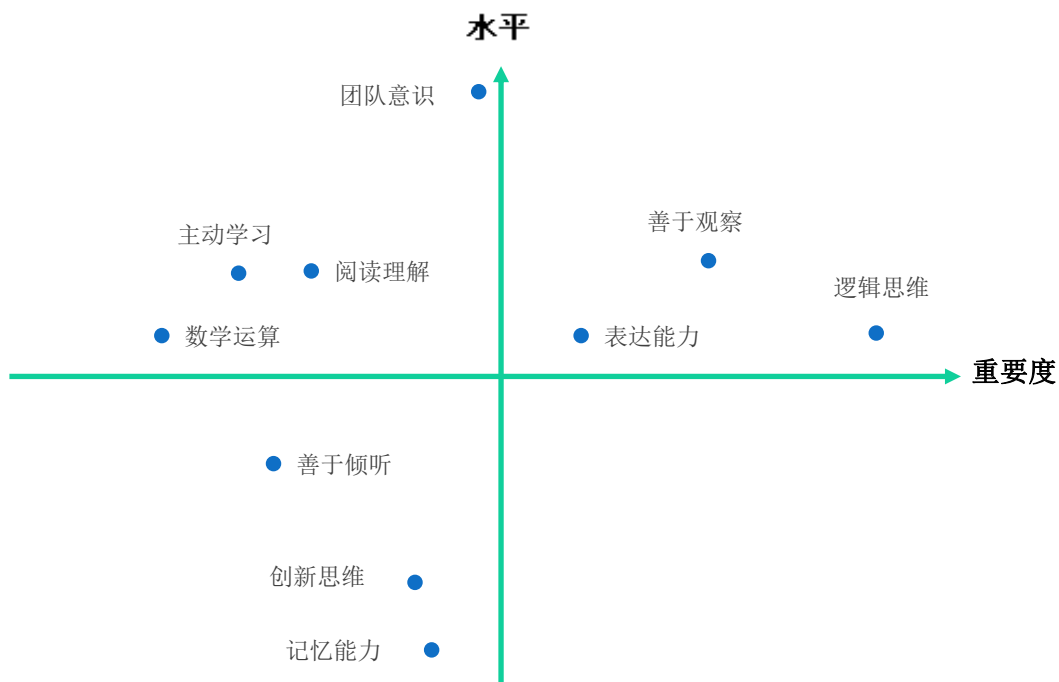 水平
团队意识
善于观察
主动学习
阅读理解
逻辑思维
数学运算
表达能力
重要度
善于倾听
创新思维
记忆能力